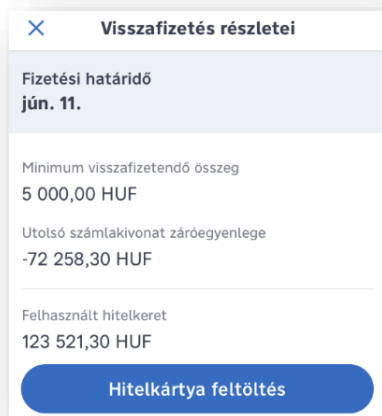 Visszafizetés részletei
Fizetési határidő
jún. 11.
Minimum visszafizetendő összeg
5 000,00 HUF
Utolsó számlakivonat záróegyenlege
-72 258,30 HUF
Felhasznált hitelkeret
123 521,30 HUF
Hitelkártya feltöltés